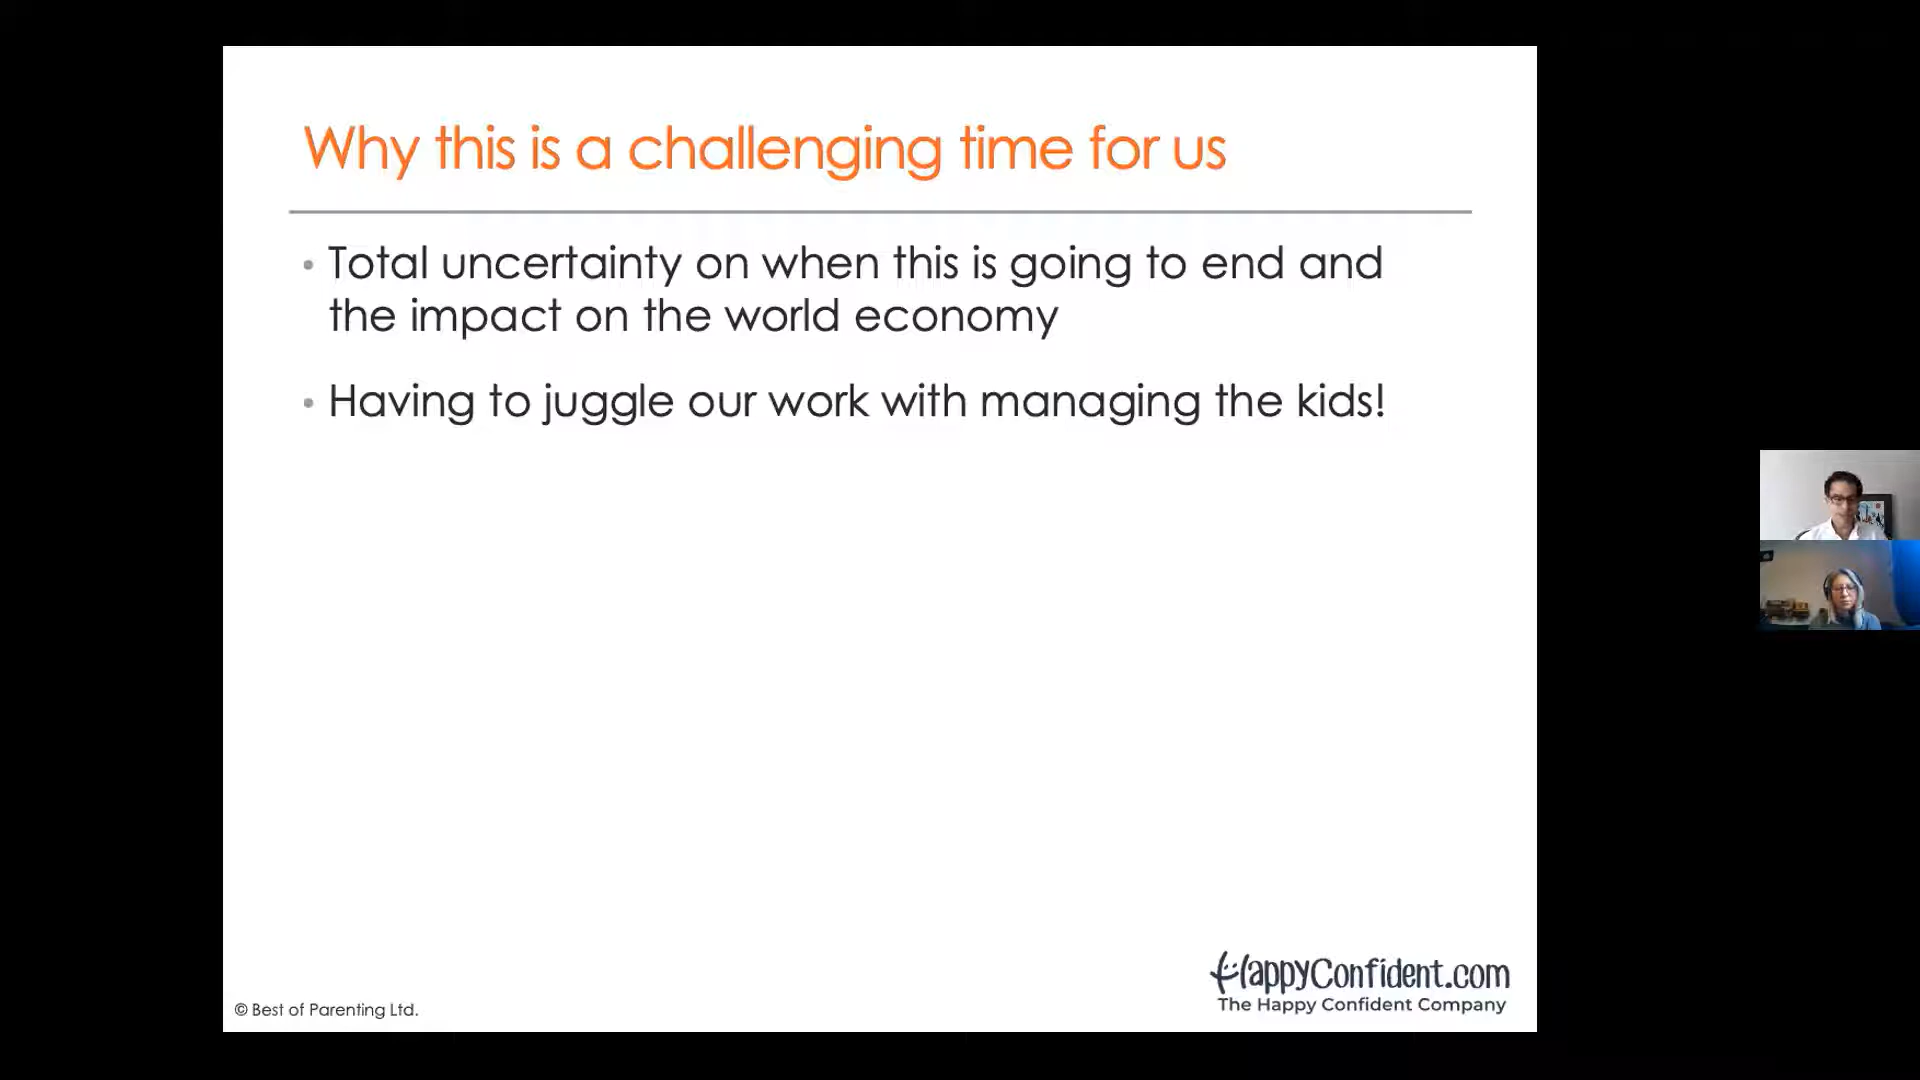 Why this is a challenging time for us
• Total uncertainty on when this is going to end and
the impact on the world economy
• Having to juggle our work with managing the kids!
HappyConfident.com
The Happy Confident Company
© Best of Parenting Ltd.